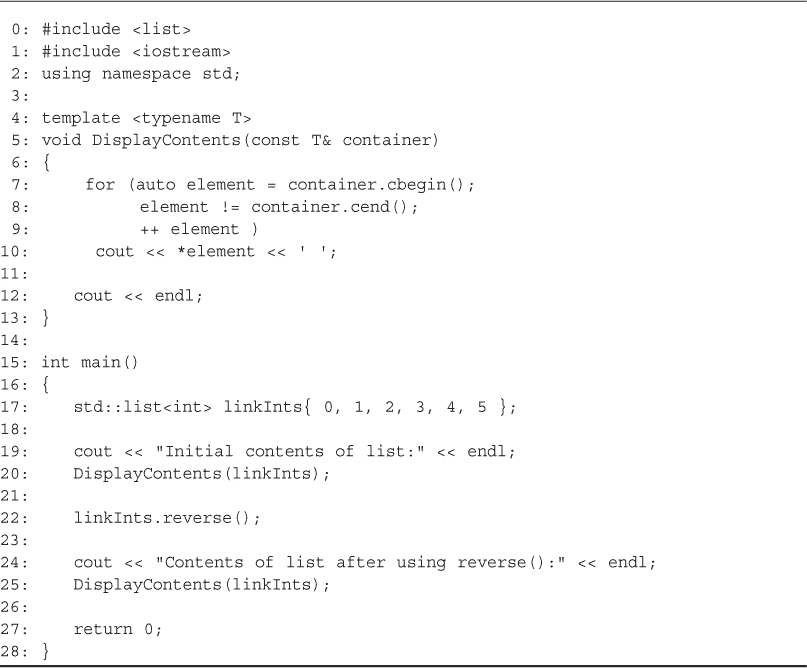 0: #include <list>
1: #include <iostream>
2: using namespace std;
3:
4: template <typename T>
5: void DisplayContents(const T& container)
6: {
7:      for (auto element = container.cbegin();
8:           element != container.cend();
9:           ++ element )
10:       cout << *element << ' ';
11:
12:     cout << endl;
13: }
14:
15: int main()
16: {
17:     std::list<int> linkInts{ 0, 1, 2, 3, 4, 5 };
18:
19:     cout << "Initial contents of list:" << endl;
20:     DisplayContents(linkInts);
21:
22:     linkInts.reverse();
23:
24:     cout << "Contents of list after using reverse():" << endl;
25:     DisplayContents(linkInts);
26:
27:     return 0;
28: }